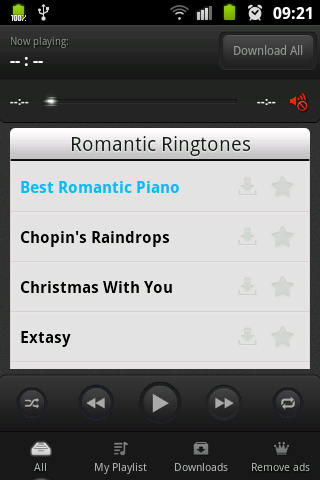 100%
09:21
Now playing:
-- : --
Download All
--:--
--:--
Romantic Ringtones
Best Romantic Piano
Chopin's Raindrops
Christmas With You
Extasy
All
My Playlist
Downloads
Remove ads